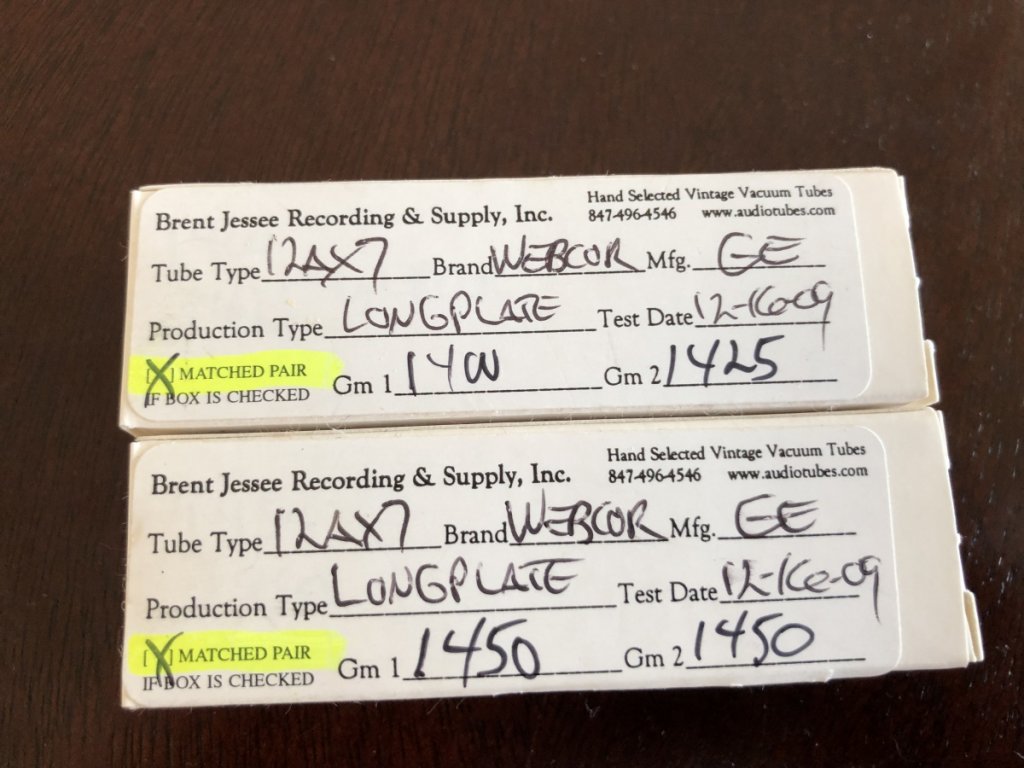 Brent Jessee Recording & Supply, Inc. Hand Selected Vintage Vacuum Tubes
847-496-4546 www.audiotubes.com
Tube Type 12AX7 Brand WEBCOR Mfg. GE
Production Type LONGPLATE Test Date 12-16-09
[X] MATCHED PAIR
IF BOX IS CHECKED Gm 1 1400 Gm 2 1425
Brent Jessee Recording & Supply, Inc. Hand Selected Vintage Vacuum Tubes
847-496-4546 www.audiotubes.com
Tube Type 12AX7 Brand WEBCOR Mfg. GE
Production Type LONGPLATE Test Date 12-16-09
[X] MATCHED PAIR
IF BOX IS CHECKED Gm 1 1450 Gm 2 1450